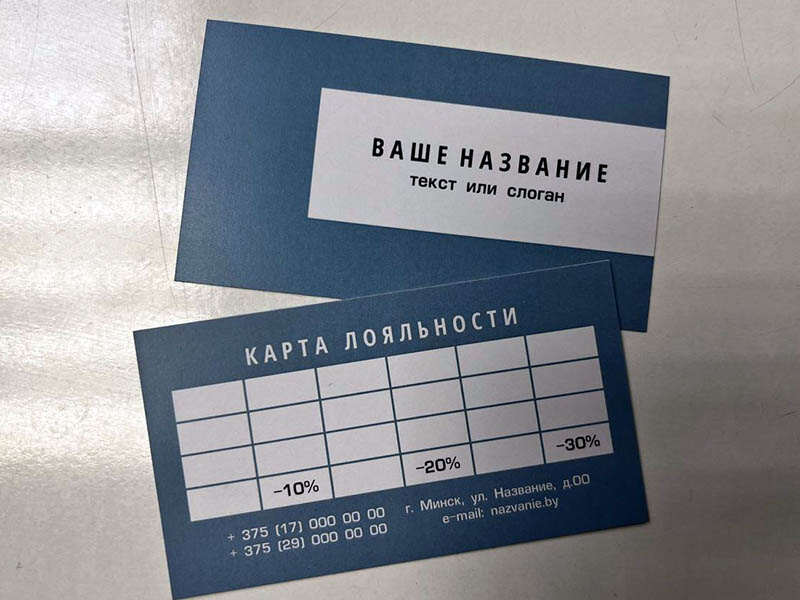 ВАШЕ НАЗВАНИЕ
текст или слоган
КАРТА ЛОЯЛЬНОСТИ
-10%
-20%
-30%
+ 375 (17) 000 00 00
+ 375 (29) 000 00 00
г. Минск, ул. Название, д.00
e-mail: nazvanie.by